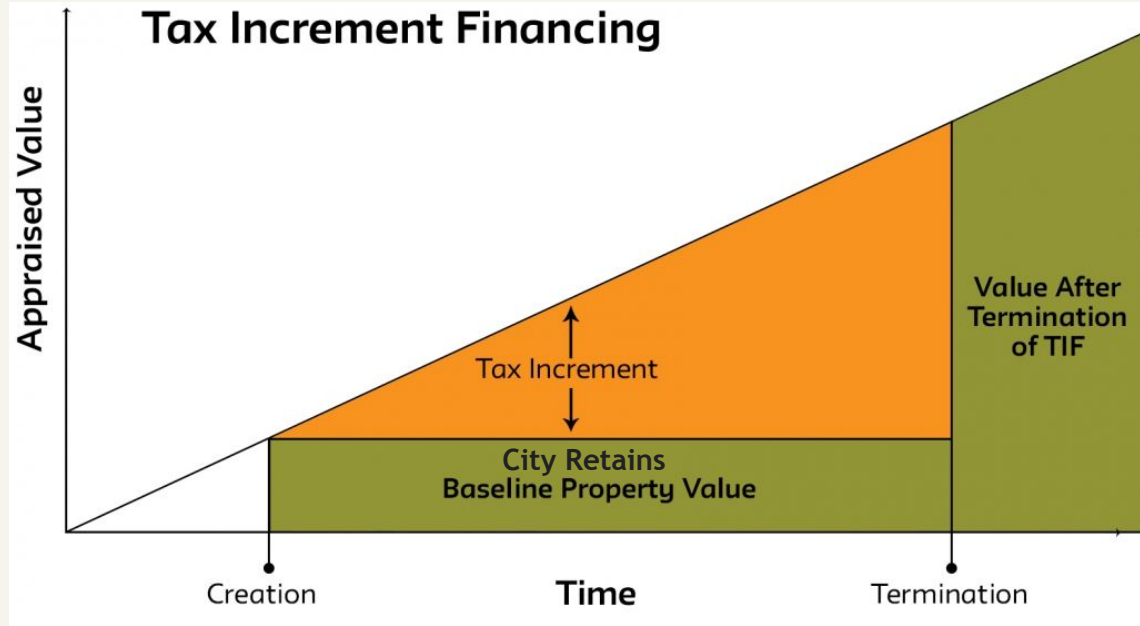 Tax Increment Financing
Appraised Value
Tax Increment
City Retains
Baseline Property Value
Value After
Termination
of TIF
Creation
Time
Termination